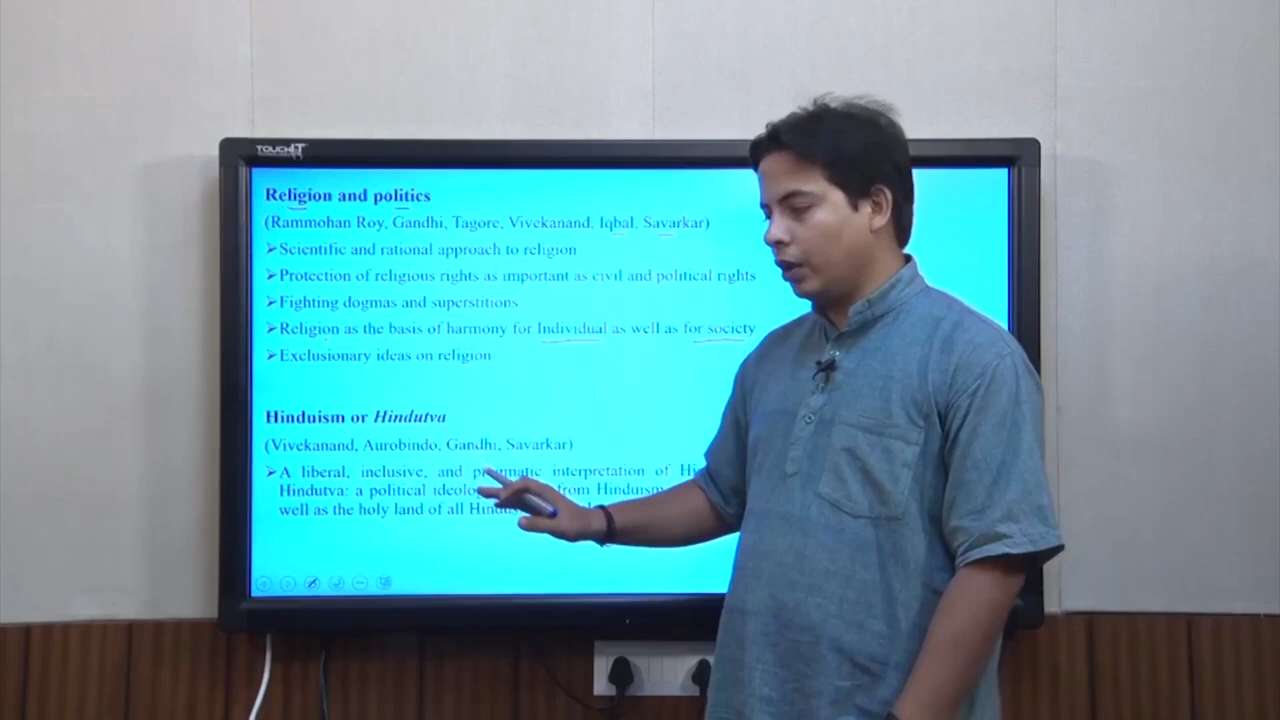 TOUCHIT
Religion and politics
(Rammohan Roy, Gandhi, Tagore, Vivekanand, Iqbal, Savarkar)
➤Scientific and rational approach to religion
➤Protection of religious rights as important as civil and political rights
➤Fighting dogmas and superstitions
➤Religion as the basis of harmony for Individual as well as for society
➤Exclusionary ideas on religion
Hinduism or Hindutva
(Vivekanand, Aurobindo, Gandhi, Savarkar)
➤A liberal, inclusive, and pragmatic interpretation of
Hindutva: a political from Hinduism
well as the holy land of all